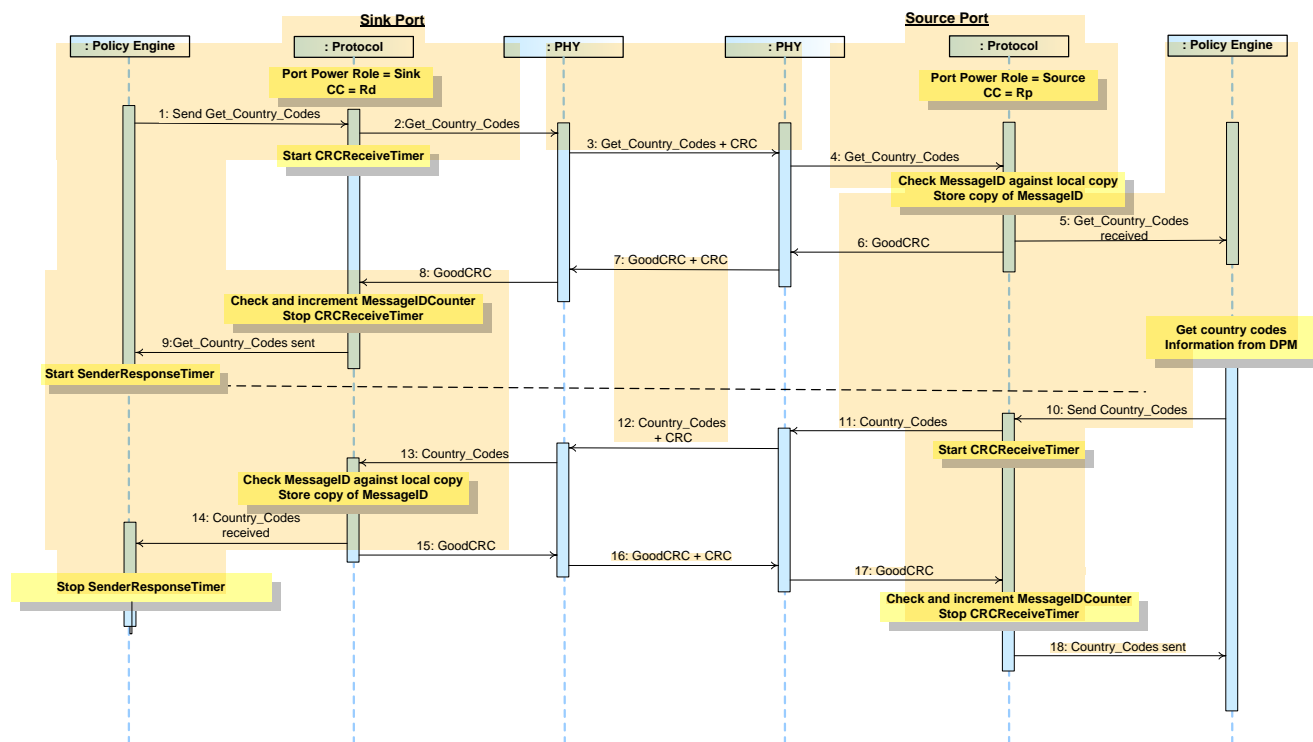 Sink Port
Source Port
: Policy Engine
: Protocol
: PHY
: PHY
: Protocol
: Policy Engine
Port Power Role = Sink
CC = Rd
Port Power Role = Source
CC = Rp
1: Send Get_Country_Codes
2:Get_Country_Codes
Start CRCReceiveTimer
3: Get_Country_Codes + CRC
4: Get_Country_Codes
Check MessageID against local copy
Store copy of MessageID
5: Get_Country_Codes
received
6: GoodCRC
7: GoodCRC + CRC
8: GoodCRC
Check and increment MessageIDCounter
Stop CRCReceiveTimer
9:Get_Country_Codes sent
Start SenderResponseTimer
Get country codes
Information from DPM
10: Send Country_Codes
11: Country_Codes
Start CRCReceiveTimer
12: Country_Codes
+ CRC
13: Country_Codes
Check MessageID against local copy
Store copy of MessageID
14: Country_Codes
received
15: GoodCRC
16: GoodCRC + CRC
17: GoodCRC
Stop SenderResponseTimer
Check and increment MessageIDCounter
Stop CRCReceiveTimer
18: Country_Codes sent